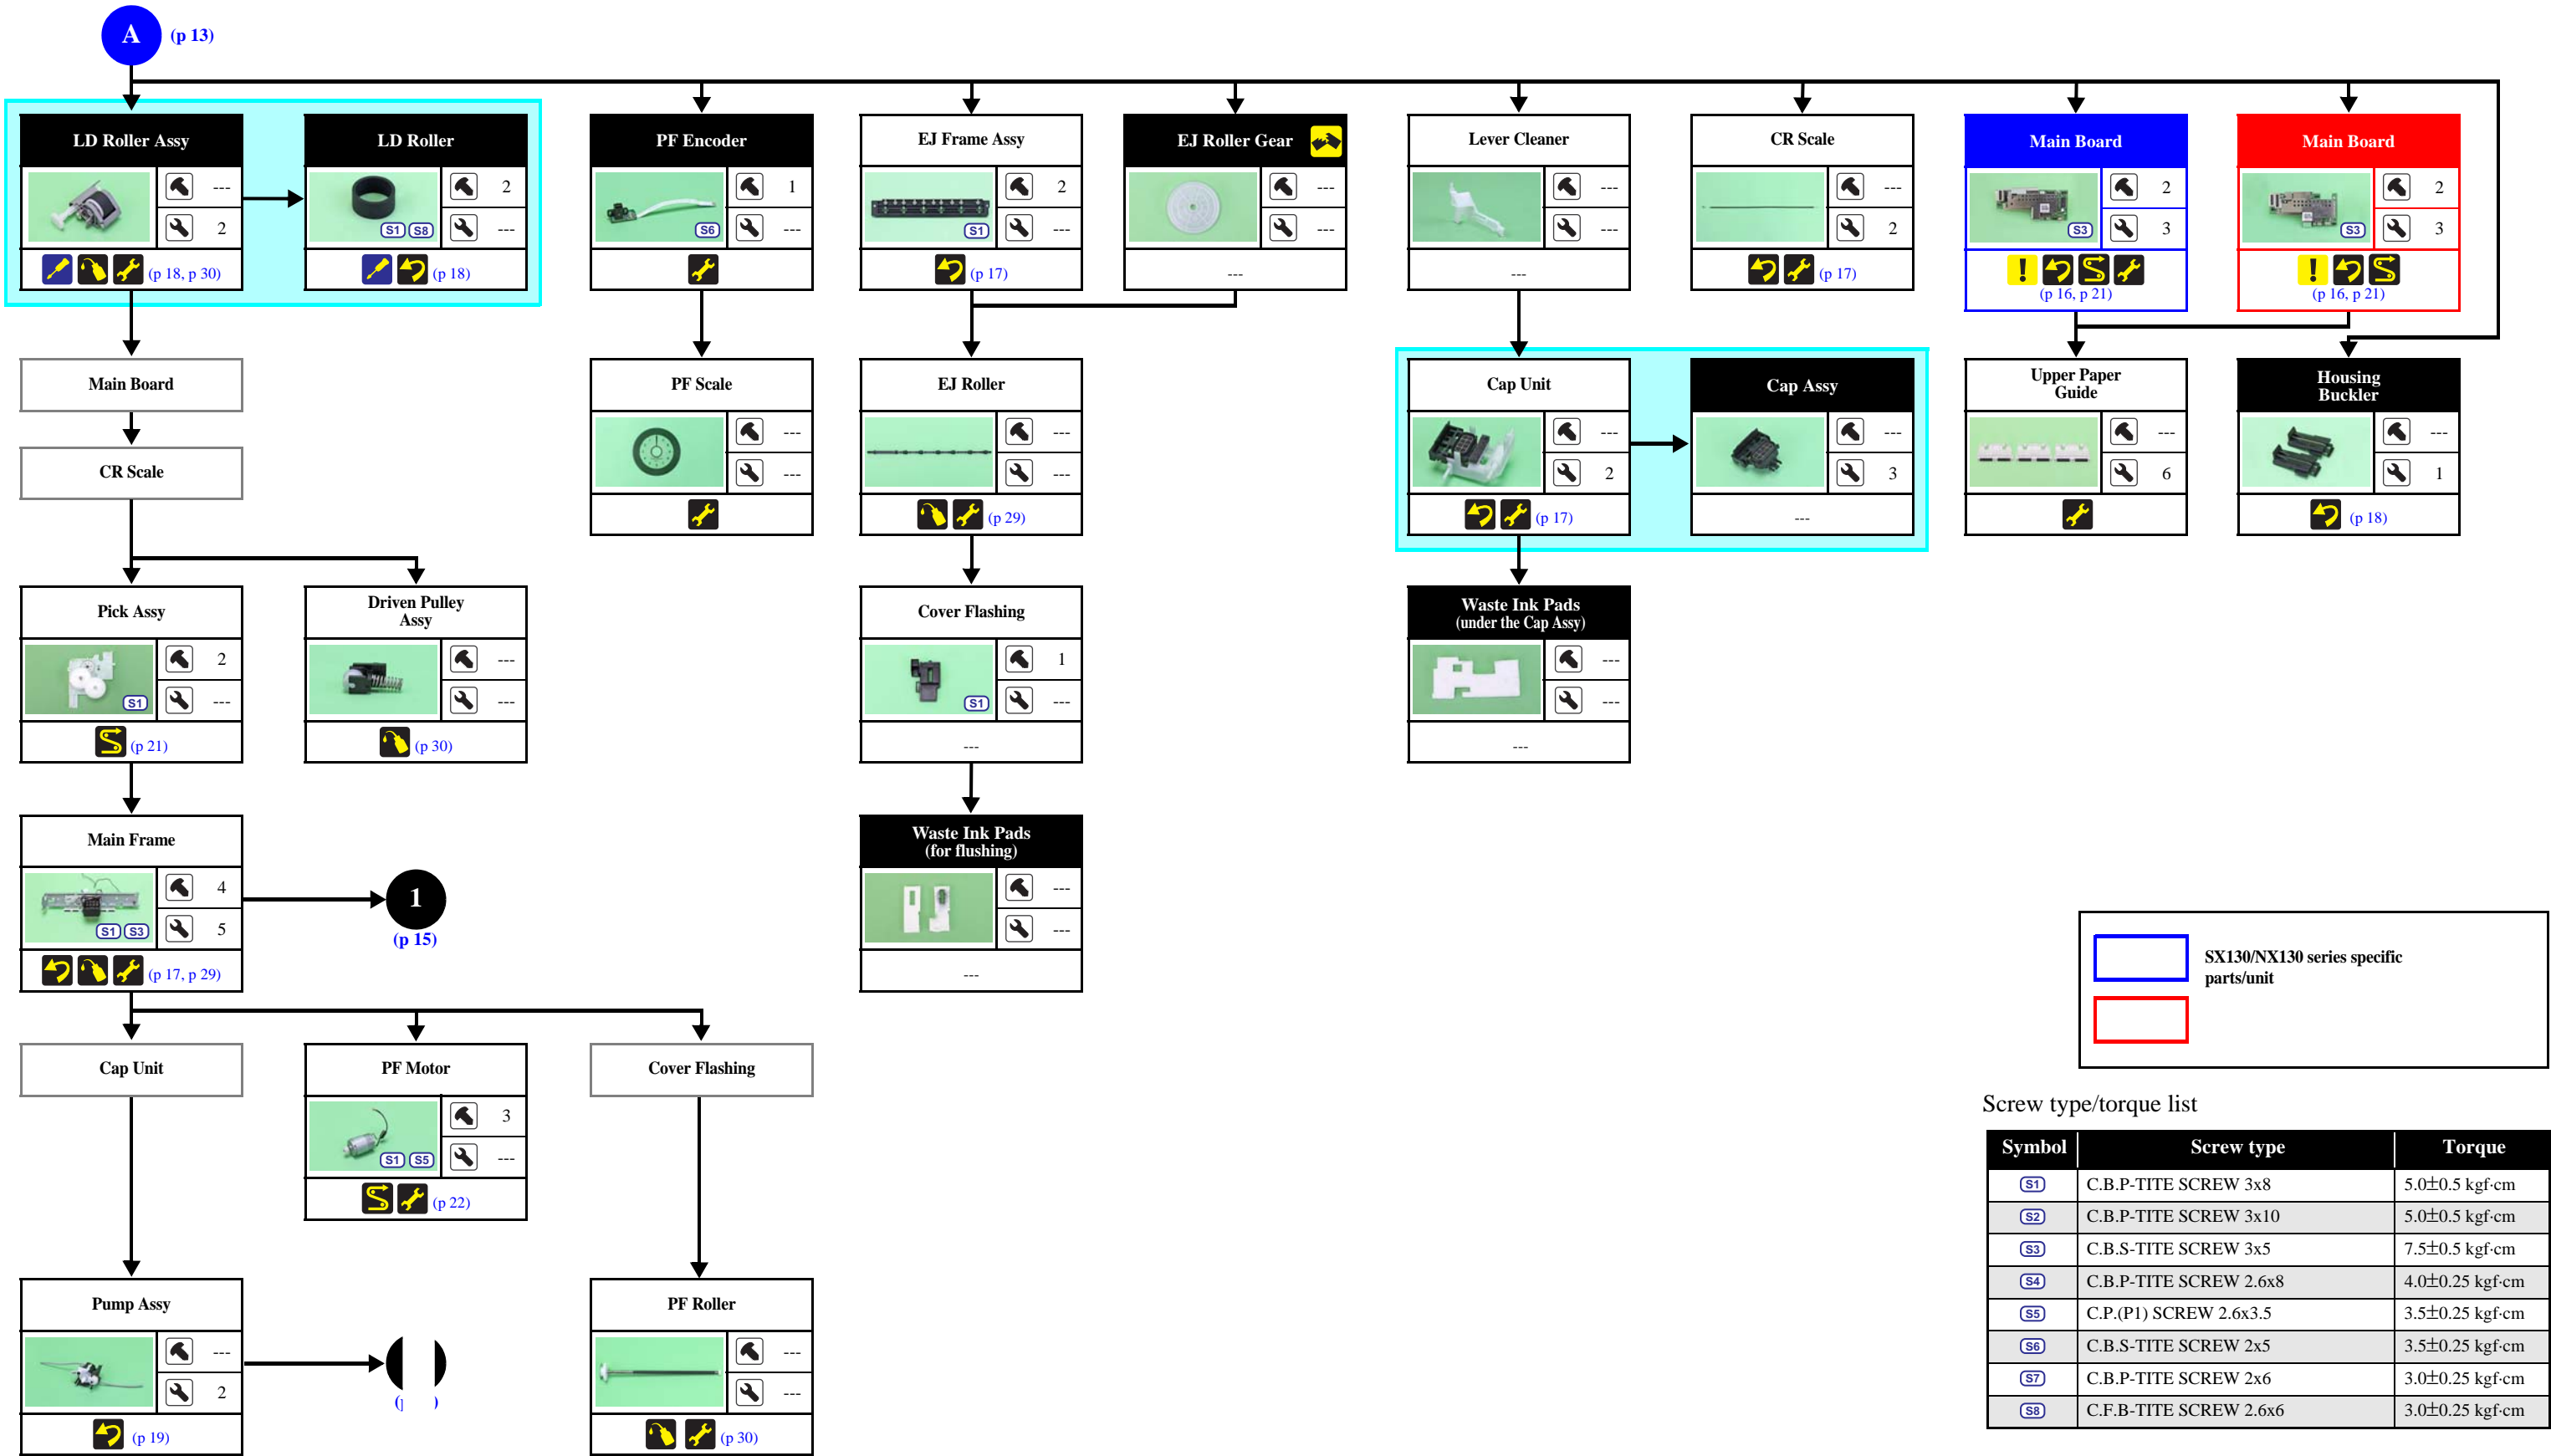 A (p 13)
LD Roller Assy
---
2
(p 18, p 30)
LD Roller
S1 S8
2
---
(p 18)
PF Encoder
S6
1
---
EJ Frame Assy
S1
2
---
(p 17)
EJ Roller Gear
---
---
---
Lever Cleaner
---
---
---
CR Scale
---
2
(p 17)
Main Board
S3
2
3
(p 16, p 21)
Main Board
S3
2
3
(p 16, p 21)
Main Board
CR Scale
PF Scale
---
---
EJ Roller
---
---
(p 29)
Cap Unit
---
2
(p 17)
Cap Assy
---
3
---
Upper Paper
Guide
---
6
Housing
Buckler
---
1
(p 18)
Pick Assy
S1
2
---
(p 21)
Driven Pulley
Assy
---
---
(p 30)
Cover Flashing
S1
1
---
---
Waste Ink Pads
(under the Cap Assy)
---
---
---
Main Frame
S1 S3
4
5
(p 17, p 29)
1
(p 15)
Waste Ink Pads
(for flushing)
---
---
---
Cap Unit
PF Motor
S1 S5
3
---
(p 22)
Cover Flashing
Pump Assy
---
2
(p 19)
PF Roller
---
---
(p 30)
SX130/NX130 series specific
parts/unit
Screw type/torque list
Symbol Screw type Torque
S1 C.B.P-TITE SCREW 3x8 5.0±0.5 kgf·cm
S2 C.B.P-TITE SCREW 3x10 5.0±0.5 kgf·cm
S3 C.B.S-TITE SCREW 3x5 7.5±0.5 kgf·cm
S4 C.B.P-TITE SCREW 2.6x8 4.0±0.25 kgf·cm
S5 C.P.(P1) SCREW 2.6x3.5 3.5±0.25 kgf·cm
S6 C.B.S-TITE SCREW 2x5 3.5±0.25 kgf·cm
S7 C.B.P-TITE SCREW 2x6 3.0±0.25 kgf·cm
S8 C.F.B-TITE SCREW 2.6x6 3.0±0.25 kgf·cm